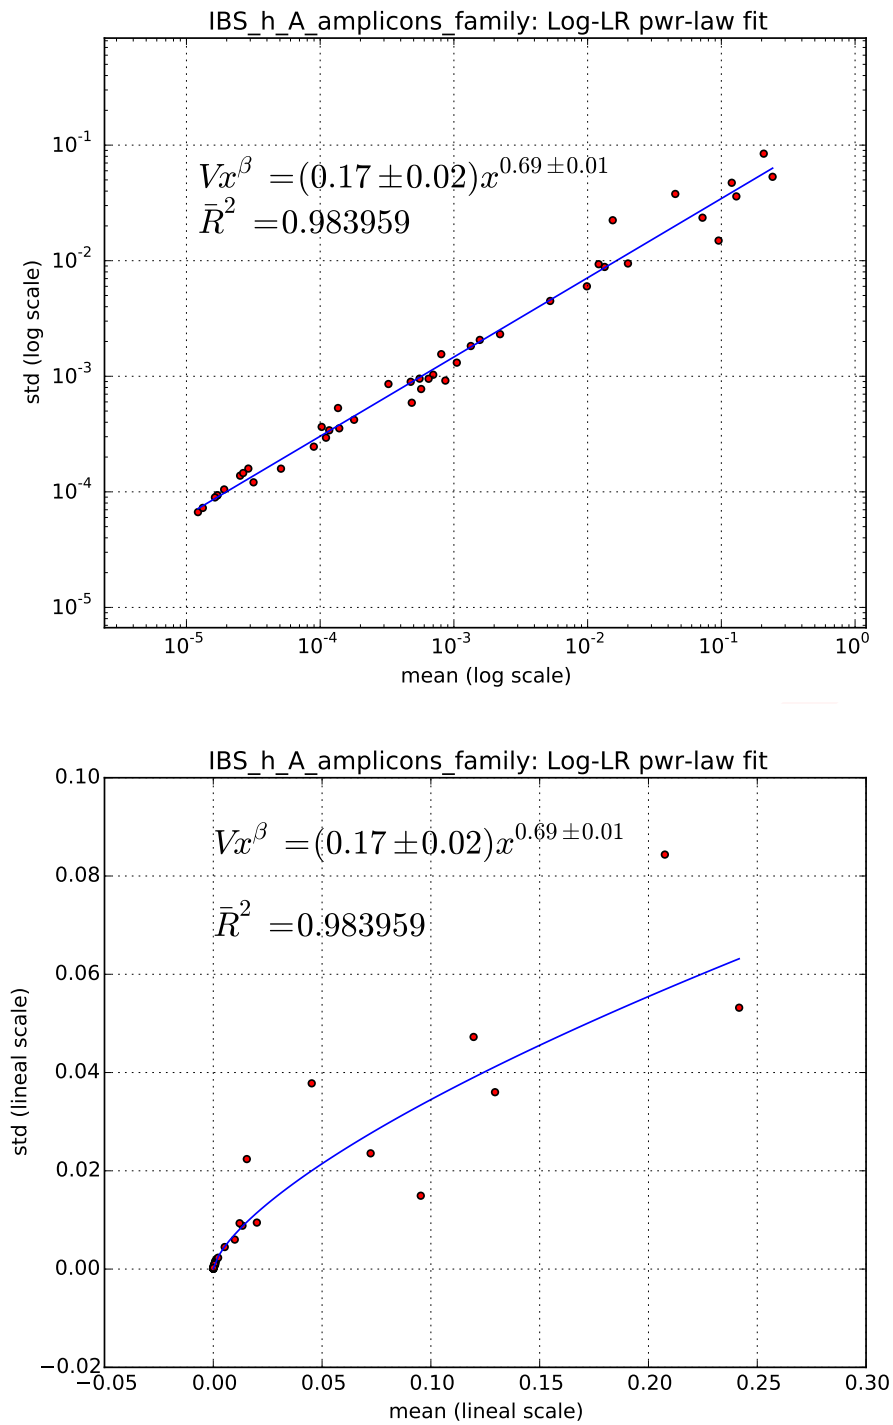 IBS_h_A_amplicons_family: Log-LR pwr-law fit
10⁻¹
Vx^β =(0.17±0.02)x^0.69±0.01
R̄² =0.983959
10⁻²
std (log scale)
10⁻³
10⁻⁴
10⁻⁵
10⁻⁵ 10⁻⁴ 10⁻³ 10⁻² 10⁻¹ 10⁰
mean (log scale)
IBS_h_A_amplicons_family: Log-LR pwr-law fit
0.10
Vx^β =(0.17±0.02)x^0.69±0.01
0.08
R̄² =0.983959
0.06
std (lineal scale)
0.04
0.02
0.00
−0.02
−0.05 0.00 0.05 0.10 0.15 0.20 0.25 0.30
mean (lineal scale)